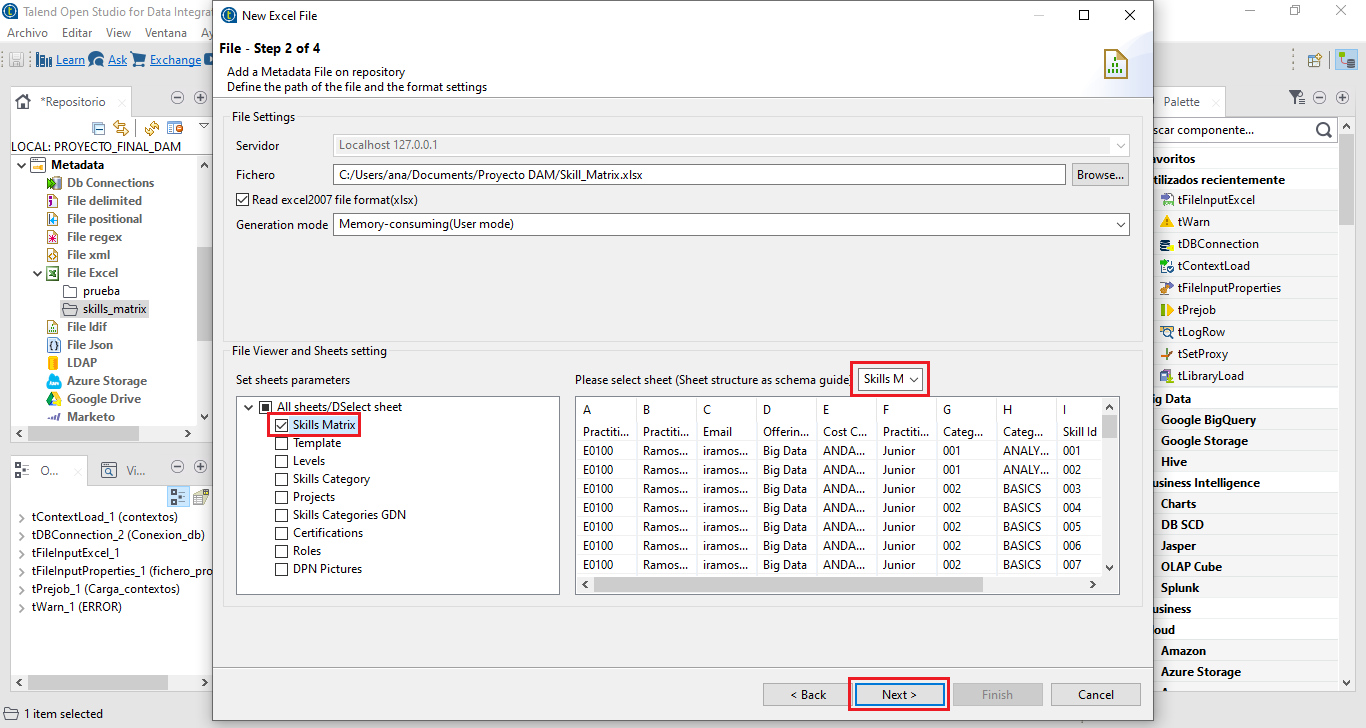 Talend Open Studio for Data Integrat
Archivo Editar View Ventana Ay
Learn Ask Exchange
*Repositorio
LOCAL: PROYECTO_FINAL_DAM
Metadata
Db Connections
File delimited
File positional
File regex
File xml
File Excel
prueba
skills_matrix
File ldif
File Json
LDAP
Azure Storage
Google Drive
Marketo
O... Vi...
tContextLoad_1 (contextos)
tDBConnection_2 (Conexion_db)
tFileInputExcel_1
tFileInputProperties_1 (fichero_pro
tPrejob_1 (Carga_contextos)
tWarn_1 (ERROR)
1 item selected
New Excel File
File - Step 2 of 4
Add a Metadata File on repository
Define the path of the file and the format settings
File Settings
Servidor Localhost 127.0.0.1
Fichero C:/Users/ana/Documents/Proyecto DAM/Skill_Matrix.xlsx Browse...
Read excel2007 file format(xlsx)
Generation mode Memory-consuming(User mode)
File Viewer and Sheets setting
Set sheets parameters
All sheets/DSelect sheet
Skills Matrix
Template
Levels
Skills Category
Projects
Skills Categories GDN
Certifications
Roles
DPN Pictures
Please select sheet (Sheet structure as schema guide) Skills M
A B C D E F G H I
Practiti... Practiti... Email Offerin... Cost C... Practiti... Categ... Categ... Skill Id
E0100 Ramos... iramos... Big Data ANDA... Junior 001 ANALY... 001
E0100 Ramos... iramos... Big Data ANDA... Junior 001 ANALY... 002
E0100 Ramos... iramos... Big Data ANDA... Junior 002 BASICS 003
E0100 Ramos... iramos... Big Data ANDA... Junior 002 BASICS 004
E0100 Ramos... iramos... Big Data ANDA... Junior 002 BASICS 005
E0100 Ramos... iramos... Big Data ANDA... Junior 002 BASICS 006
E0100 Ramos... iramos... Big Data ANDA... Junior 002 BASICS 007
< Back Next > Finish Cancel
Palette
scar componente...
avoritos
tilizados recientemente
tFileInputExcel
tWarn
tDBConnection
tContextLoad
tFileInputProperties
tPrejob
tLogRow
tSetProxy
tLibraryLoad
ig Data
Google BigQuery
Google Storage
Hive
usiness Intelligence
Charts
DB SCD
Jasper
OLAP Cube
Splunk
usiness
loud
Amazon
Azure Storage